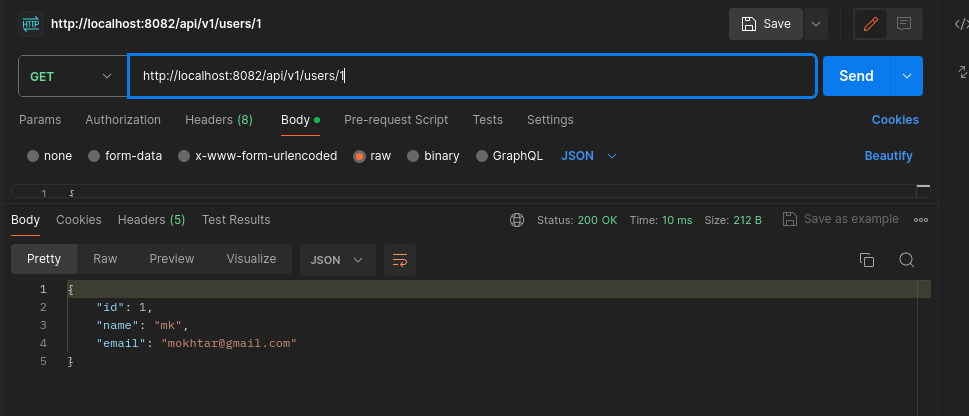 HTTP http://localhost:8082/api/v1/users/1 Save </>
GET http://localhost:8082/api/v1/users/1 Send
Params Authorization Headers (8) Body Pre-request Script Tests Settings Cookies
none form-data x-www-form-urlencoded raw binary GraphQL JSON Beautify
1 {
Body Cookies Headers (5) Test Results Status: 200 OK Time: 10 ms Size: 212 B Save as example
Pretty Raw Preview Visualize JSON
1 {
2 "id": 1,
3 "name": "mk",
4 "email": "mokhtar@gmail.com"
5 }